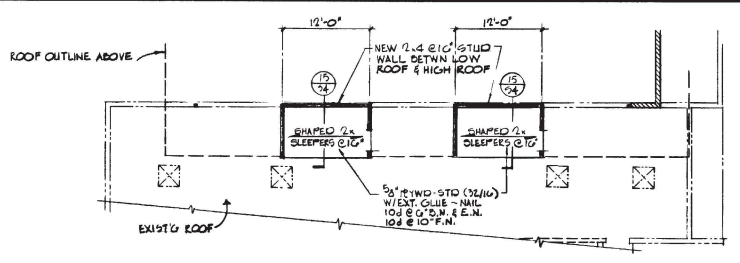 12'-0" 12'-0"
ROOF OUTLINE ABOVE
NEW 2x4 @16" STUD
WALL BETWN LOW
ROOF & HIGH ROOF
15
S4
15
S4
SHAPED 2x
SLEEPERS @16"
SHAPED 2x
SLEEPERS @16"
5/8" PLYWD-STD (32/16)
W/EXT. GLUE - NAIL
10d @ 6" B.N. & E.N.
10d @ 10" F.N.
EXIST'G ROOF